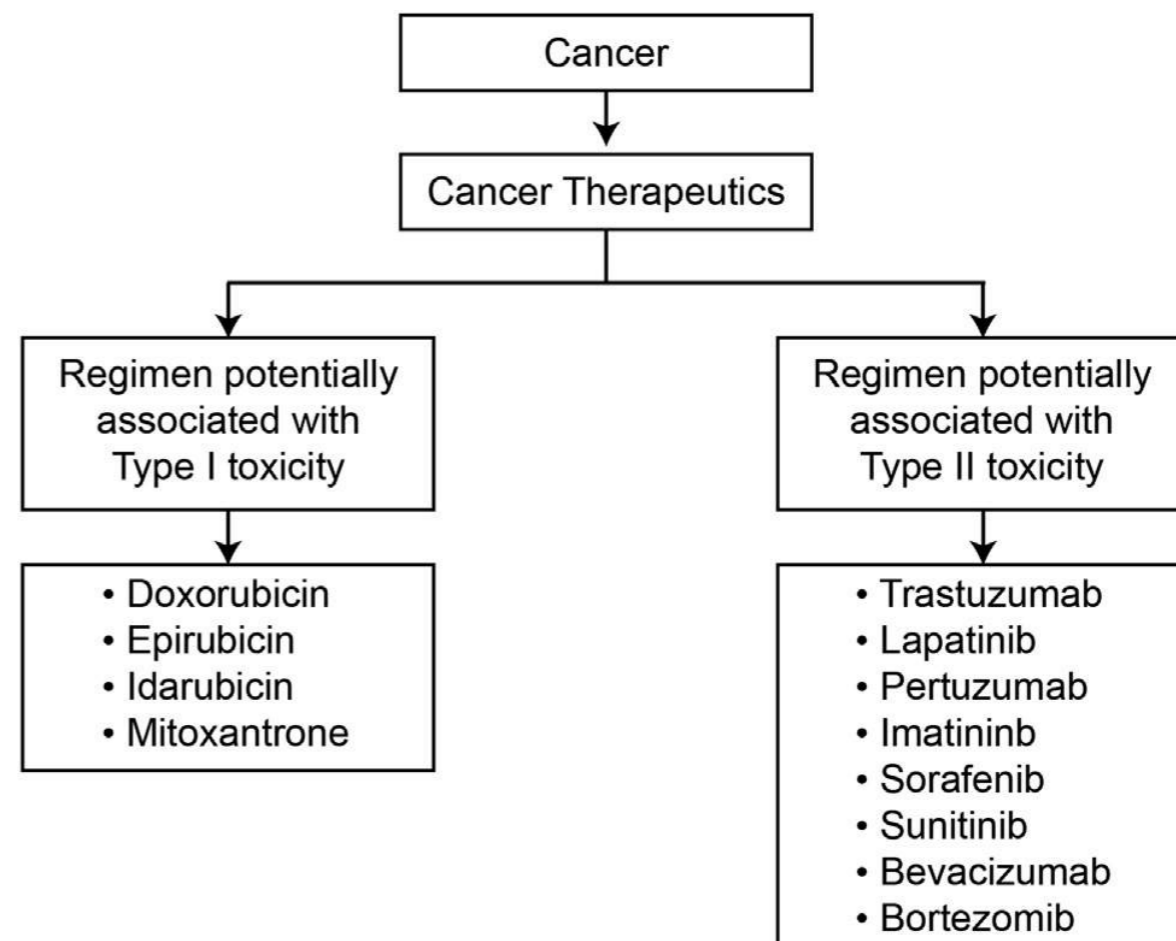 Cancer
Cancer Therapeutics
Regimen potentially
associated with
Type I toxicity
Regimen potentially
associated with
Type II toxicity
• Doxorubicin
• Epirubicin
• Idarubicin
• Mitoxantrone
• Trastuzumab
• Lapatinib
• Pertuzumab
• Imatininb
• Sorafenib
• Sunitinib
• Bevacizumab
• Bortezomib